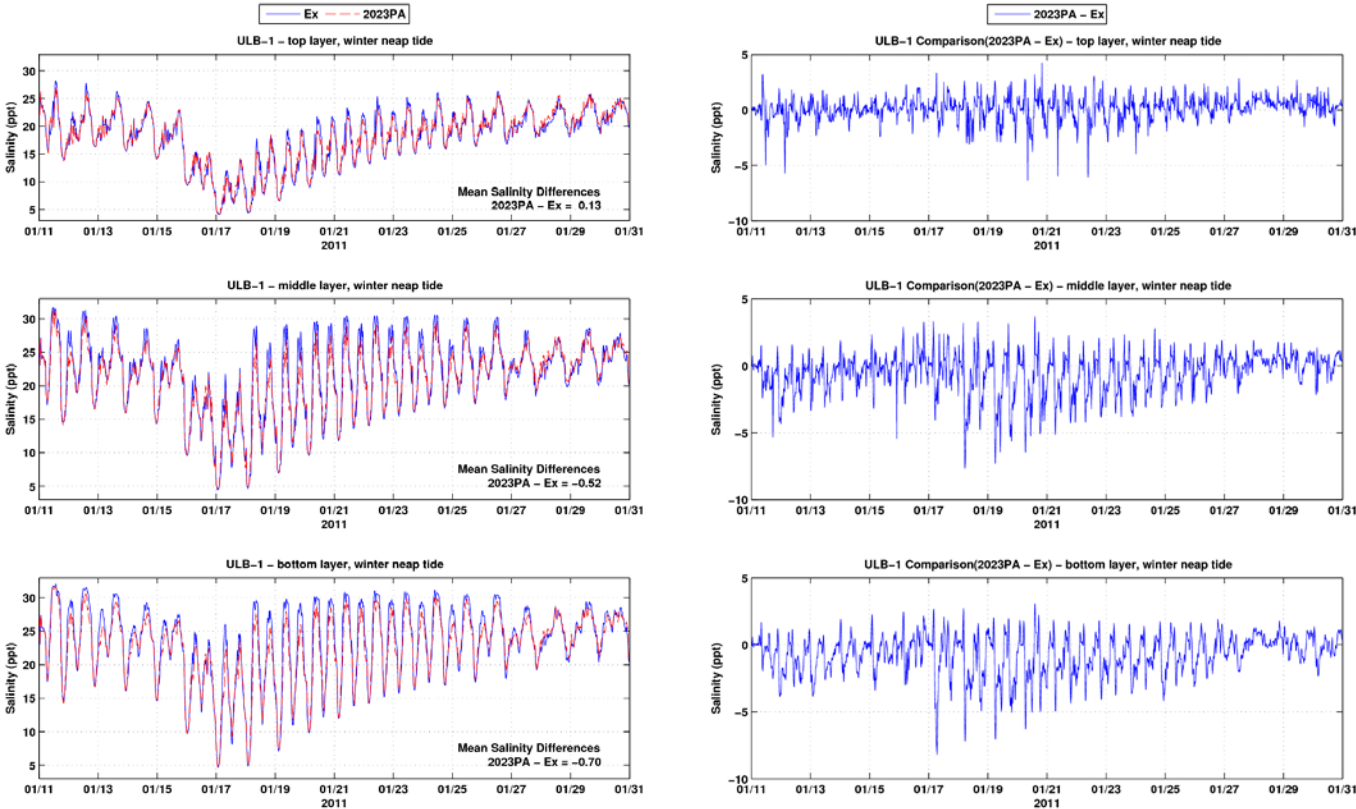 Ex 2023PA
ULB−1 − top layer, winter neap tide
Salinity (ppt)
30
25
20
15
10
5
Mean Salinity Differences
2023PA − Ex = 0.13
01/11 01/13 01/15 01/17 01/19 01/21 01/23 01/25 01/27 01/29 01/31
2011
2023PA − Ex
ULB−1 Comparison(2023PA − Ex) − top layer, winter neap tide
Salinity (ppt)
5
0
−5
−10
01/11 01/13 01/15 01/17 01/19 01/21 01/23 01/25 01/27 01/29 01/31
2011
ULB−1 − middle layer, winter neap tide
Salinity (ppt)
30
25
20
15
10
5
Mean Salinity Differences
2023PA − Ex = −0.52
01/11 01/13 01/15 01/17 01/19 01/21 01/23 01/25 01/27 01/29 01/31
2011
ULB−1 Comparison(2023PA − Ex) − middle layer, winter neap tide
Salinity (ppt)
5
0
−5
−10
01/11 01/13 01/15 01/17 01/19 01/21 01/23 01/25 01/27 01/29 01/31
2011
ULB−1 − bottom layer, winter neap tide
Salinity (ppt)
30
25
20
15
10
5
Mean Salinity Differences
2023PA − Ex = −0.70
01/11 01/13 01/15 01/17 01/19 01/21 01/23 01/25 01/27 01/29 01/31
2011
ULB−1 Comparison(2023PA − Ex) − bottom layer, winter neap tide
Salinity (ppt)
5
0
−5
−10
01/11 01/13 01/15 01/17 01/19 01/21 01/23 01/25 01/27 01/29 01/31
2011